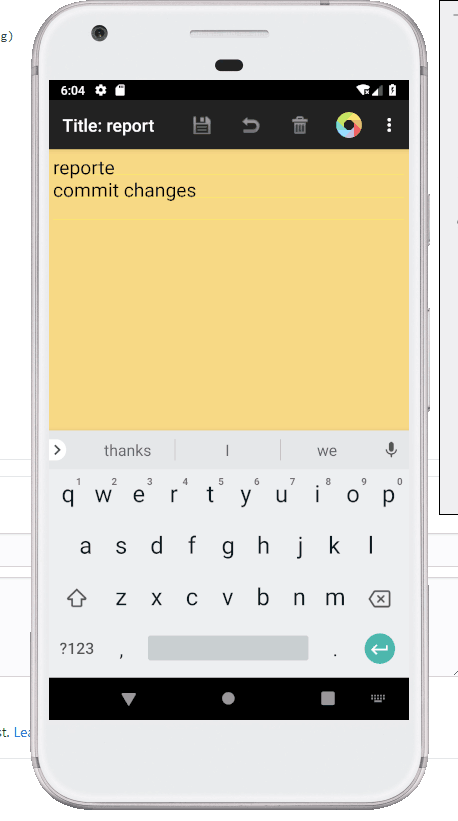 g)
6:04
Title: report
reporte
commit changes
thanks I we
1 2 3 4 5 6 7 8 9 0
q w e r t y u i o p
a s d f g h j k l
z x c v b n m
?123 , .
st. Lea